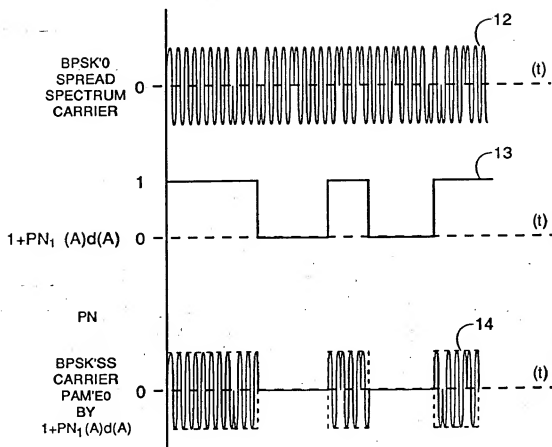 12
BPSK'0
SPREAD
SPECTRUM
CARRIER
0
(t)
13
1
1+PN₁ (A)d(A)
0
(t)
PN
14
BPSK'SS
CARRIER
PAM'E0
BY
1+PN₁(A)d(A)
0
(t)